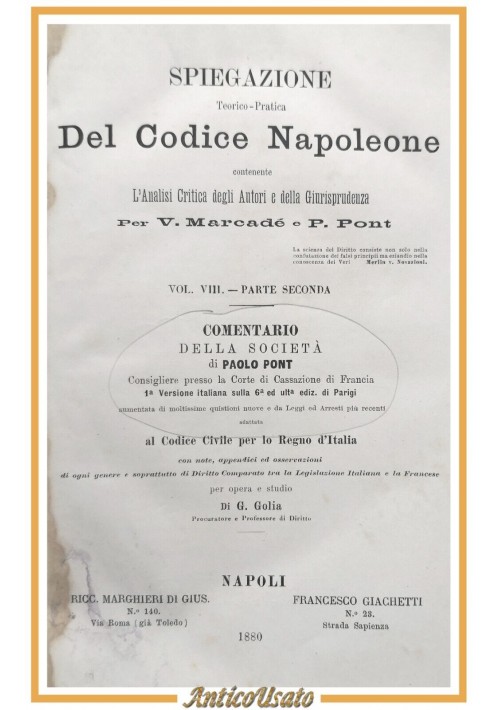 SPIEGAZIONE
Teorico-Pratica
Del Codice Napoleone
contenente
L'Analisi Critica degli Autori e della Giurisprudenza
Per V. Marcadé e P. Pont
La scienza del Diritto consiste non solo nella
confutazione dei falsi principii ma eziandio nella
conoscenza dei Veri Merlin v. Novazioni.
VOL. VIII. — PARTE SECONDA
COMENTARIO
DELLA SOCIETÀ
di PAOLO PONT
Consigliere presso la Corte di Cassazione di Francia
1ª Versione italiana sulla 6ª ed ultª ediz. di Parigi
aumentata di moltissime quistioni nuove e da Leggi ed Arresti più recenti
adattata
al Codice Civile per lo Regno d'Italia
con note, appendici ed osservazioni
di ogni genere e soprattutto di Diritto Comparato tra la Legislazione Italiana e la Francese
per opera e studio
Di G. Golia
Procuratore e Professore di Diritto
NAPOLI
RICC. MARGHIERI DI GIUS.
N.º 140.
Via Roma (già Toledo)
FRANCESCO GIACHETTI
N.º 23.
Strada Sapienza
1880
AnticoUsato